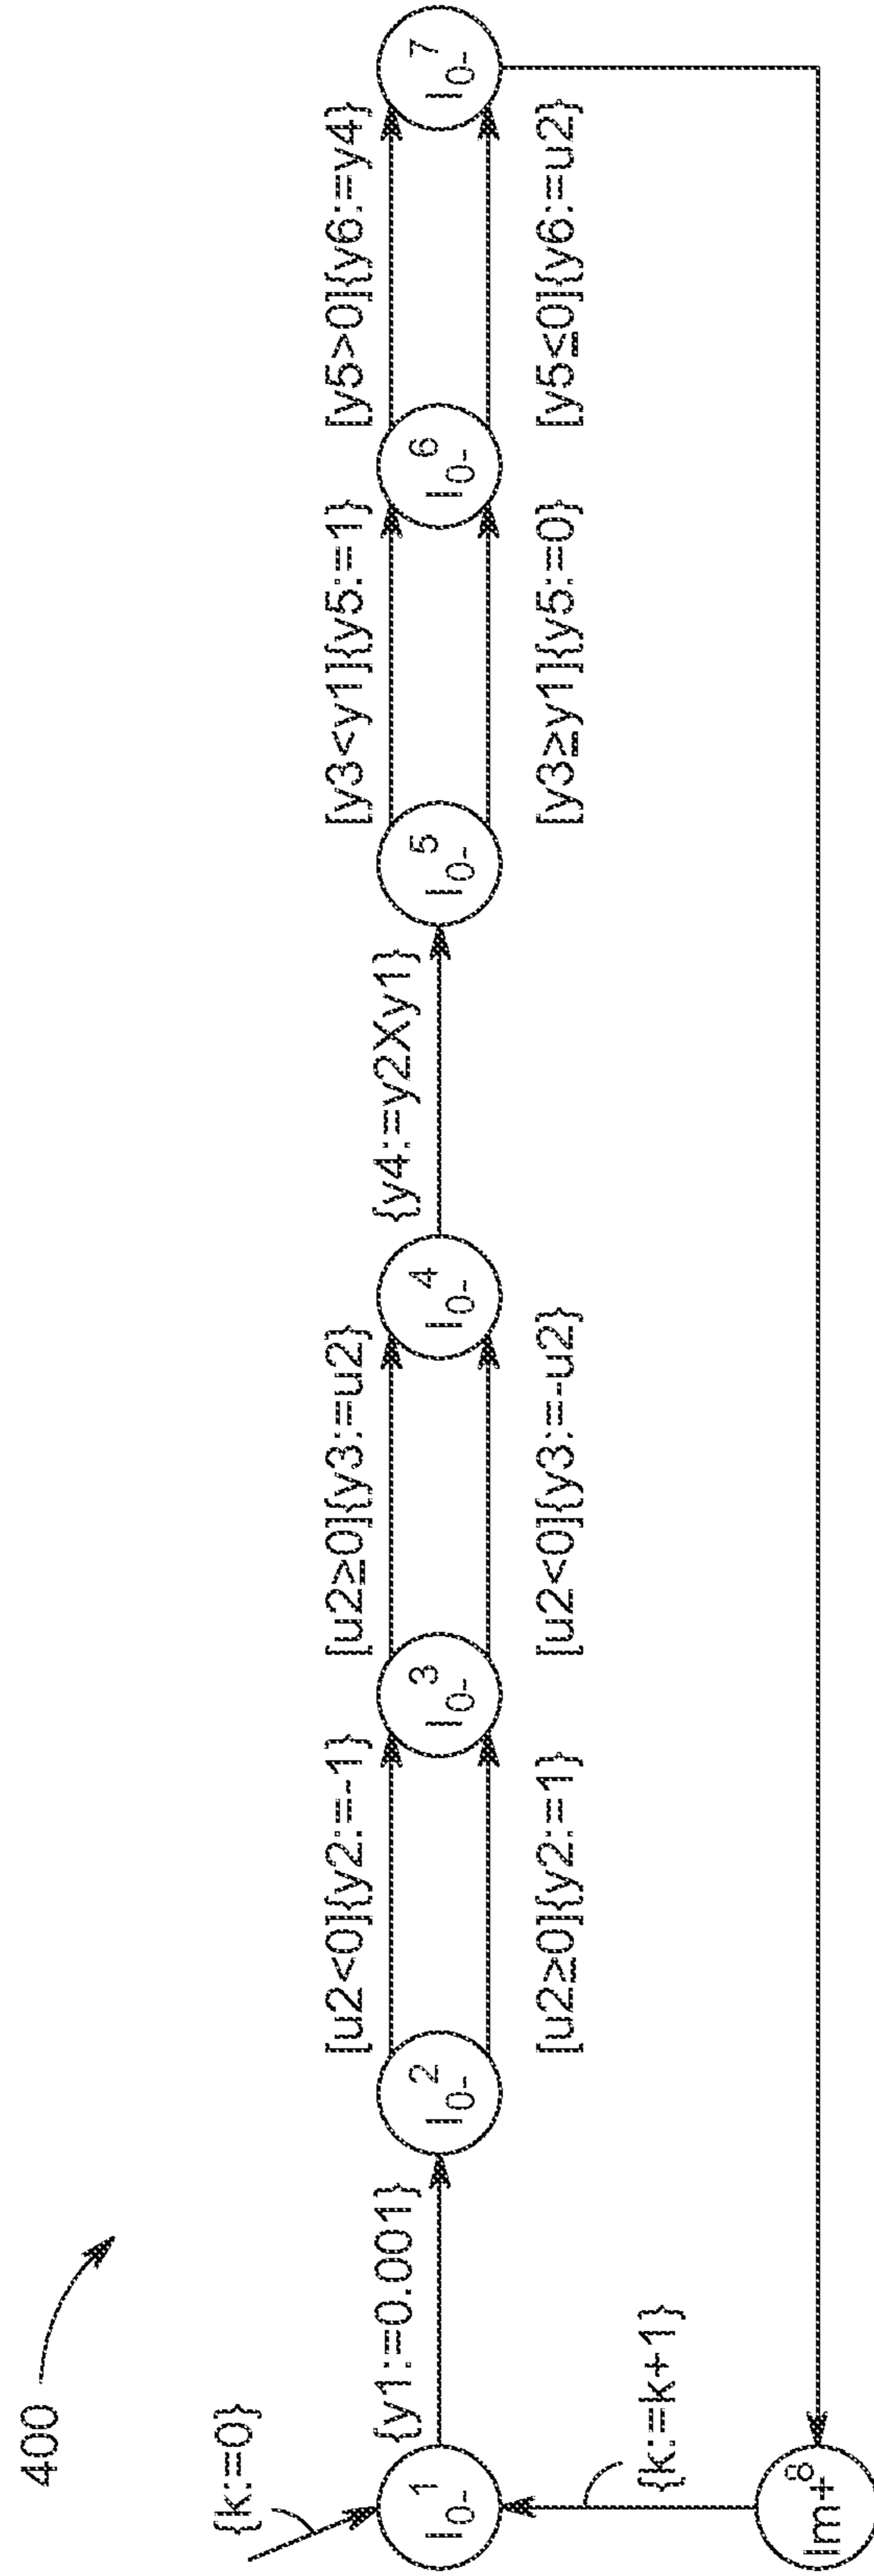 400
{k:=0}
l0-1
{y1:=0.001}
l0-2
[u2<0]{y2:=-1}
[u2≥0]{y2:=1}
l0-3
[u2≥0]{y3:=u2}
[u2<0]{y3:=-u2}
l0-4
{y4:=y2Xy1}
l0-5
[y3<y1]{y5:=1}
[y3≥y1]{y5:=0}
l0-6
[y5>0]{y6:=y4}
[y5≤0]{y6:=u2}
l0-7
{k:=k+1}
lm+8